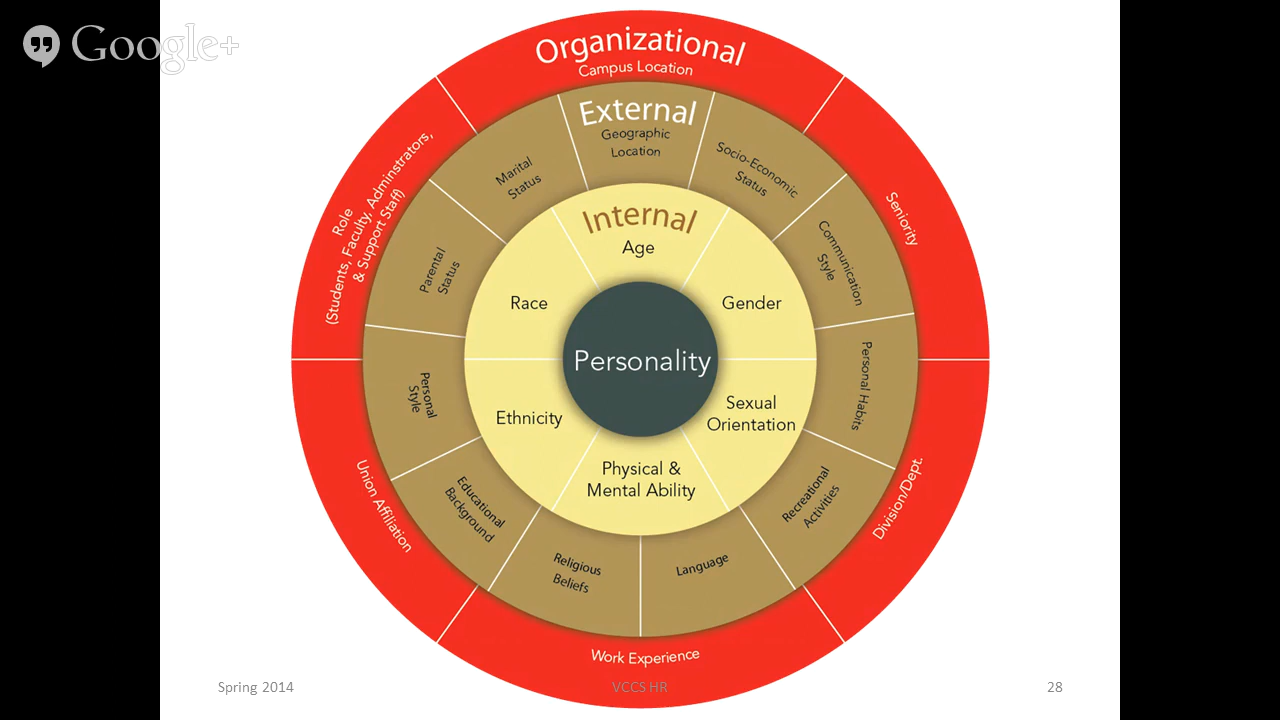 Google+
Organizational
Campus Location
Seniority
Division/Dept.
Work Experience
Union Affiliation
Role
(Students, Faculty, Adminstrators,
& Support Staff)
External
Geographic
Location
Socio-Economic
Status
Communication
Style
Personal Habits
Recreational
Activities
Language
Religious
Beliefs
Educational
Background
Personal
Style
Parental
Status
Marital
Status
Internal
Age
Gender
Sexual
Orientation
Physical &
Mental Ability
Ethnicity
Race
Personality
Spring 2014
VCCS HR
28